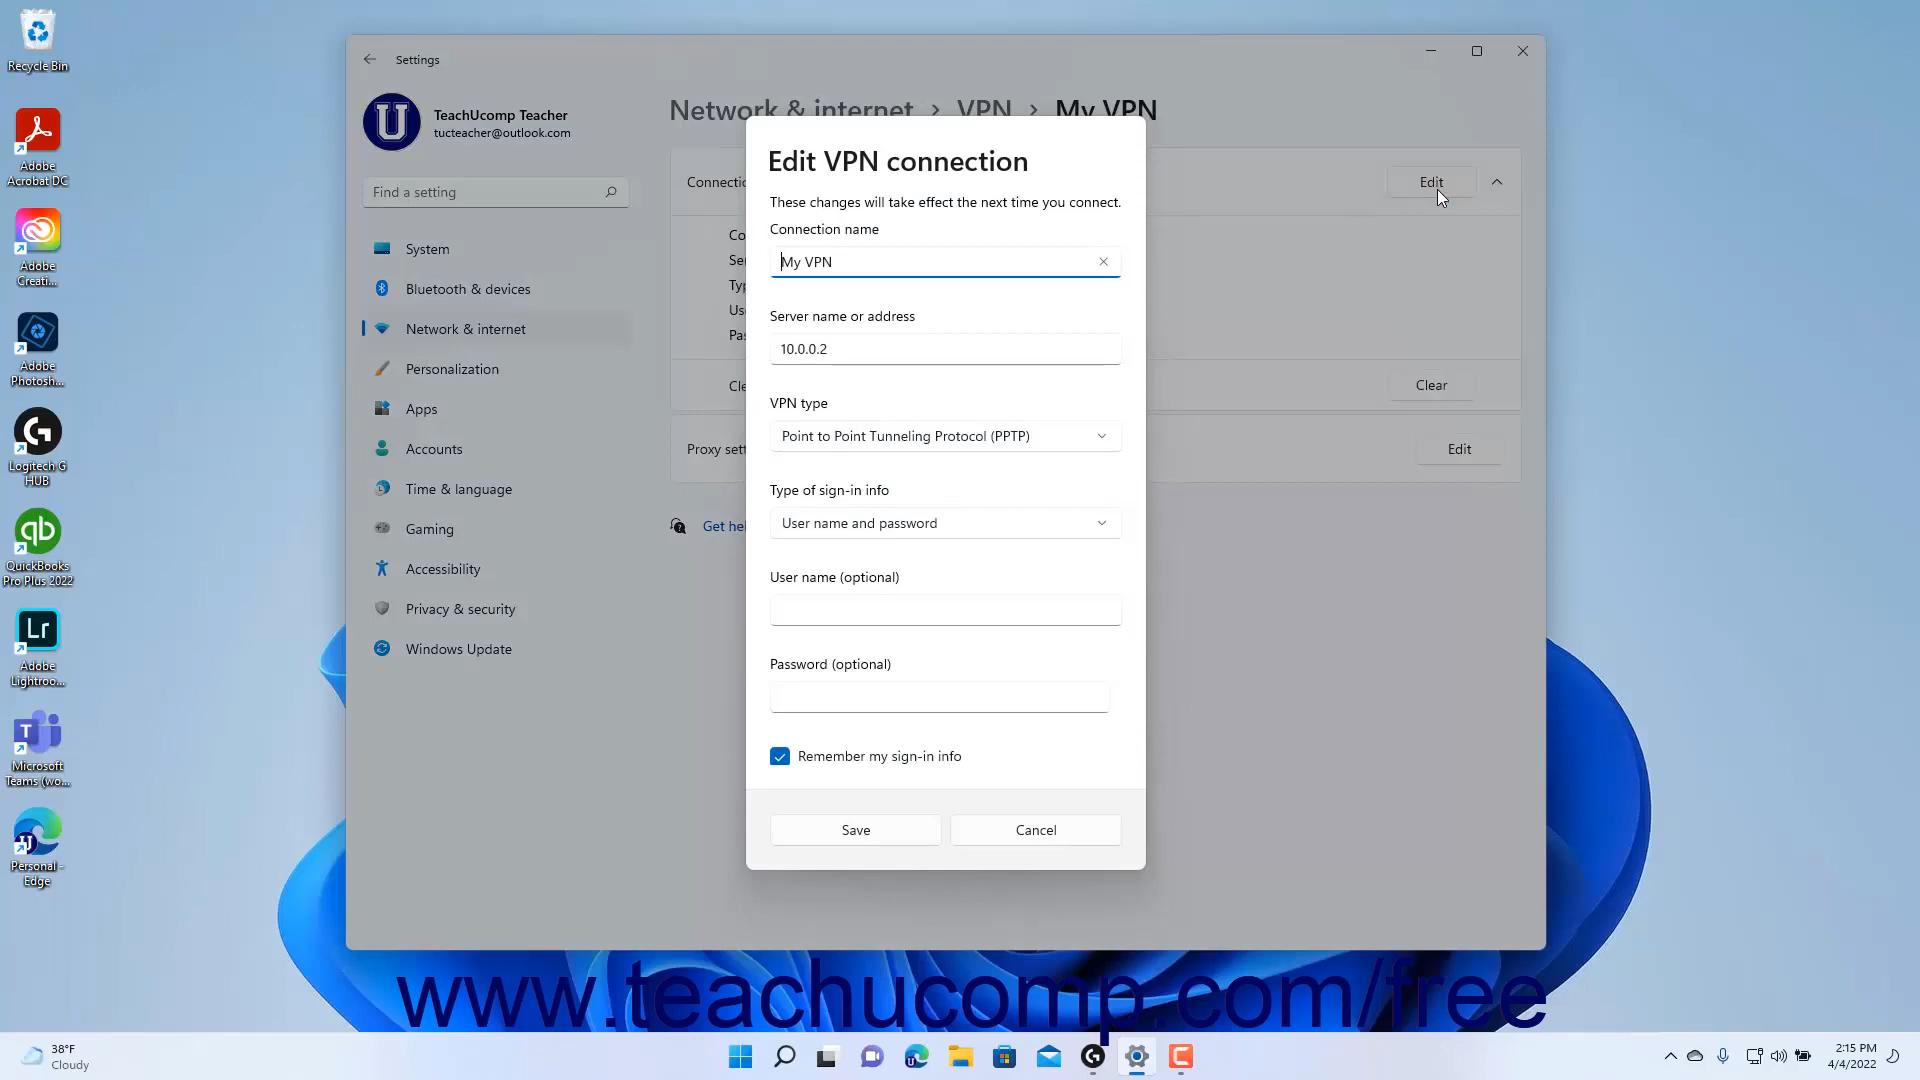 Recycle Bin
Adobe
Acrobat DC
Adobe
Creati...
Adobe
Photosh...
Logitech G
HUB
QuickBooks
Pro Plus 2022
Lr
Adobe
Lightroo...
Microsoft
Teams (wo...
Personal -
Edge
Settings
TeachUcomp Teacher
tucteacher@outlook.com
Find a setting
System
Bluetooth & devices
Network & internet
Personalization
Apps
Accounts
Time & language
Gaming
Accessibility
Privacy & security
Windows Update
Network & internet > VPN > My VPN
Edit
Clear
Edit
Get hel
Edit VPN connection
These changes will take effect the next time you connect.
Connection name
My VPN
Server name or address
10.0.0.2
VPN type
Point to Point Tunneling Protocol (PPTP)
Type of sign-in info
User name and password
User name (optional)
Password (optional)
Remember my sign-in info
Save
Cancel
www.teachucomp.com/free
38°F
Cloudy
2:15 PM
4/4/2022